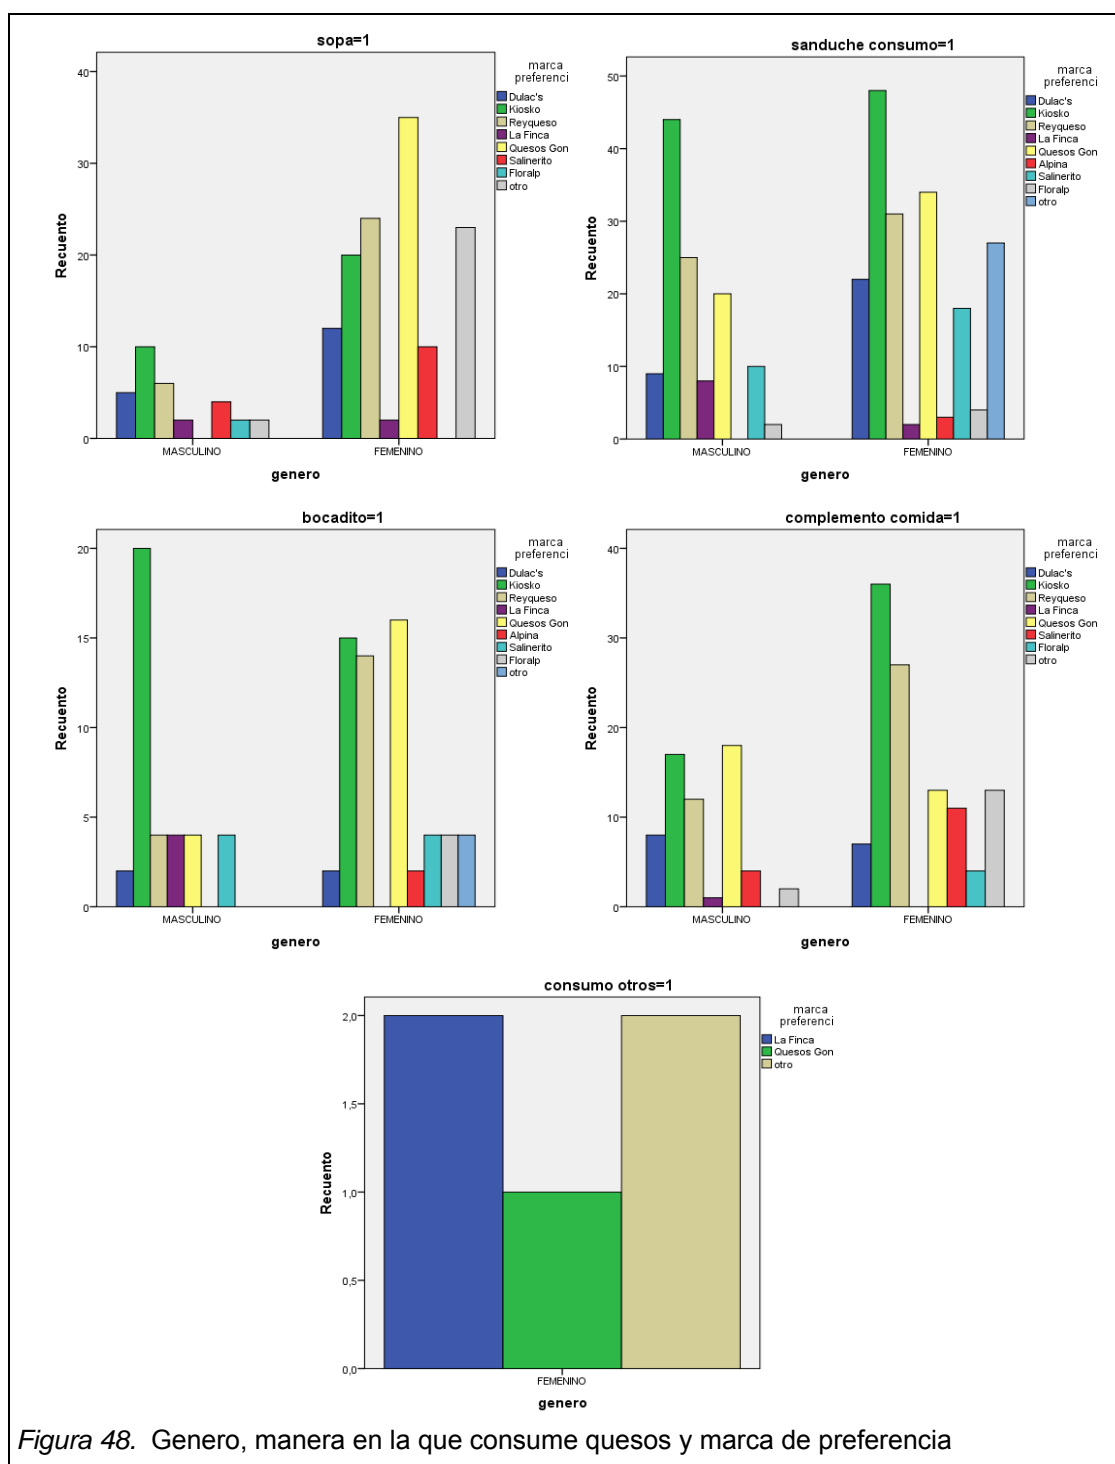 sopa=1
marca
preferenci
Dulac's
Kiosko
Reyqueso
La Finca
Quesos Gon
Salinerito
Floralp
otro
40
30
20
10
0
Recuento
MASCULINO
FEMENINO
genero
sanduche consumo=1
marca
preferenci
Dulac's
Kiosko
Reyqueso
La Finca
Quesos Gon
Alpina
Salinerito
Floralp
otro
50
40
30
20
10
0
Recuento
MASCULINO
FEMENINO
genero
bocadito=1
marca
preferenci
Dulac's
Kiosko
Reyqueso
La Finca
Quesos Gon
Alpina
Salinerito
Floralp
otro
20
15
10
5
0
Recuento
MASCULINO
FEMENINO
genero
complemento comida=1
marca
preferenci
Dulac's
Kiosko
Reyqueso
La Finca
Quesos Gon
Salinerito
Floralp
otro
40
30
20
10
0
Recuento
MASCULINO
FEMENINO
genero
consumo otros=1
marca
preferenci
La Finca
Quesos Gon
otro
2,0
1,5
1,0
0,5
0,0
Recuento
FEMENINO
genero
Figura 48. Genero, manera en la que consume quesos y marca de preferencia